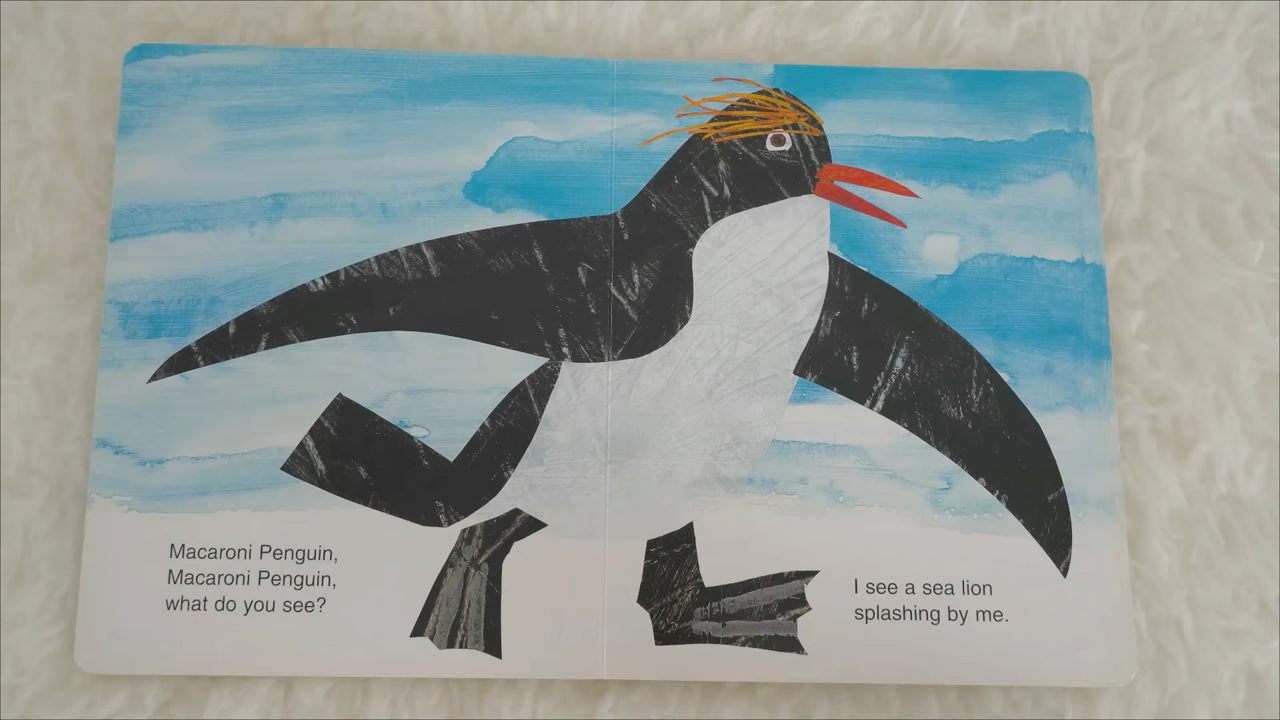 Macaroni Penguin,
Macaroni Penguin,
what do you see?
I see a sea lion
splashing by me.